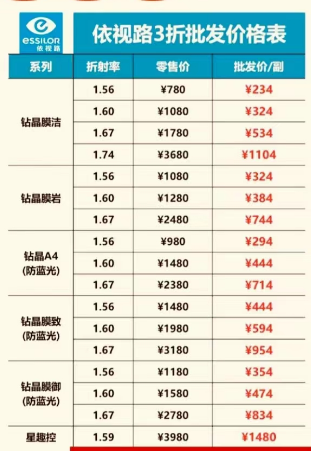 essilor
依视路
依视路3折批发价格表
系列 折射率 零售价 批发价/副
钻晶膜洁
1.56 ¥780 ¥234
1.60 ¥1080 ¥324
1.67 ¥1780 ¥534
1.74 ¥3680 ¥1104
钻晶膜岩
1.56 ¥1080 ¥324
1.60 ¥1280 ¥384
1.67 ¥2480 ¥744
钻晶A4
(防蓝光)
1.56 ¥980 ¥294
1.60 ¥1480 ¥444
1.67 ¥2380 ¥714
钻晶膜致
(防蓝光)
1.56 ¥1480 ¥444
1.60 ¥1980 ¥594
1.67 ¥3180 ¥954
钻晶膜御
(防蓝光)
1.56 ¥1180 ¥354
1.60 ¥1580 ¥474
1.67 ¥2780 ¥834
星趣控 1.59 ¥3980 ¥1480